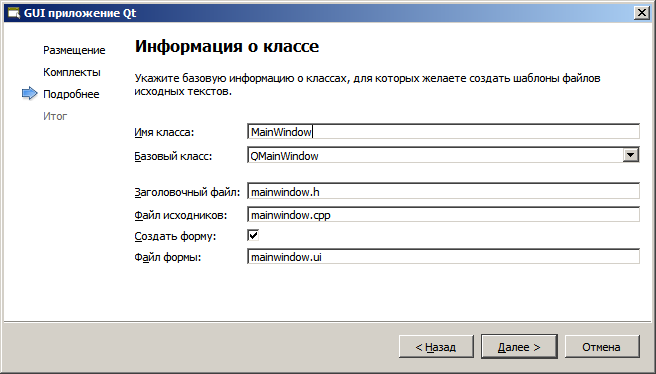 GUI приложение Qt
Размещение
Комплекты
Подробнее
Итог
Информация о классе
Укажите базовую информацию о классах, для которых желаете создать шаблоны файлов
исходных текстов.
Имя класса: MainWindow
Базовый класс: QMainWindow
Заголовочный файл: mainwindow.h
Файл исходников: mainwindow.cpp
Создать форму:
Файл формы: mainwindow.ui
< Назад Далее > Отмена